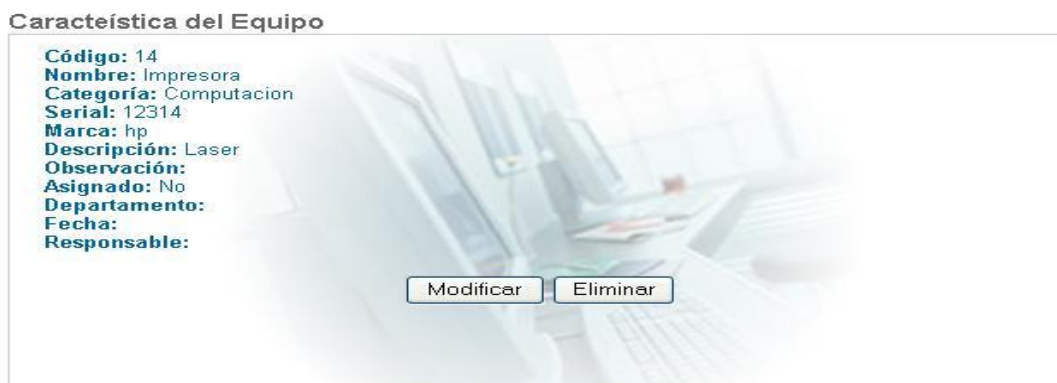 Caracteística del Equipo
Código: 14
Nombre: Impresora
Categoría: Computacion
Serial: 12314
Marca: hp
Descripción: Laser
Observación:
Asignado: No
Departamento:
Fecha:
Responsable:
Modificar Eliminar